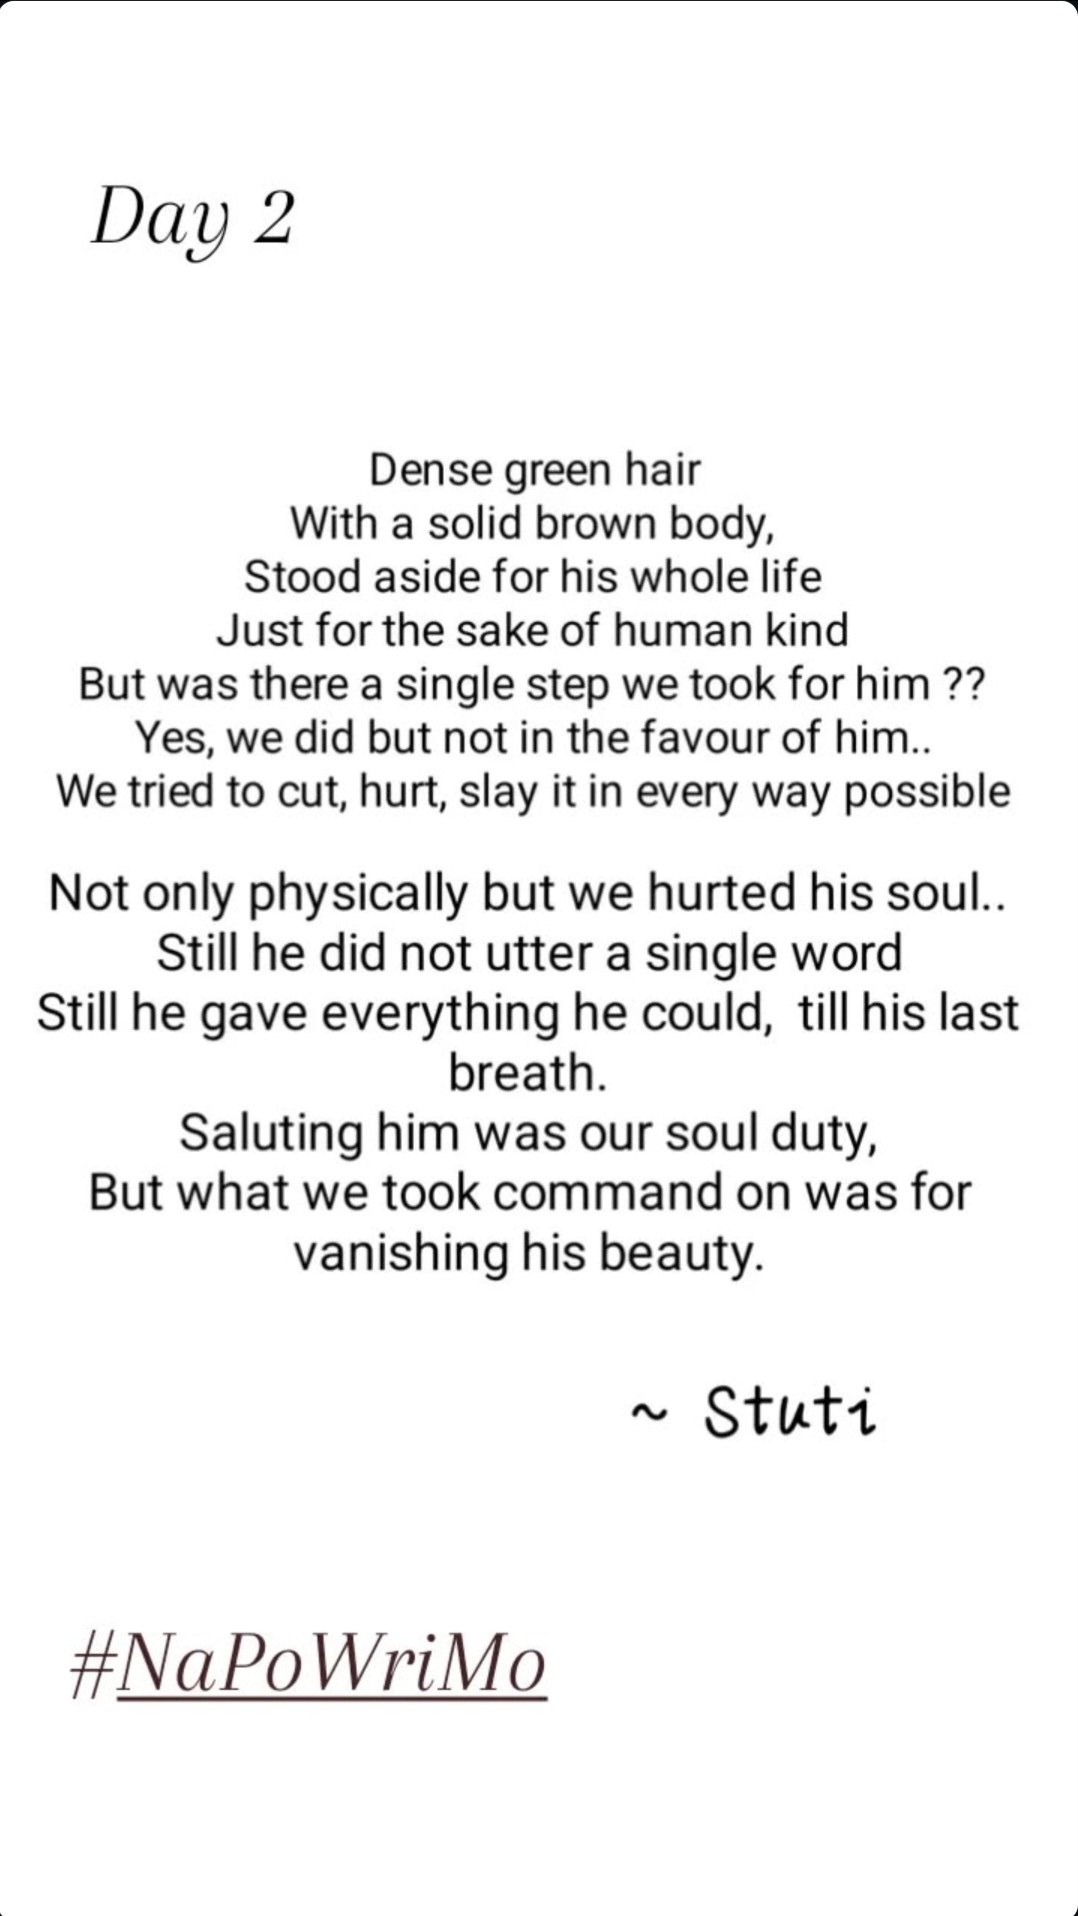 Day 2
Dense green hair
With a solid brown body,
Stood aside for his whole life
Just for the sake of human kind
But was there a single step we took for him ??
Yes, we did but not in the favour of him..
We tried to cut, hurt, slay it in every way possible
Not only physically but we hurted his soul..
Still he did not utter a single word
Still he gave everything he could,  till his last
breath.
Saluting him was our soul duty,
But what we took command on was for
vanishing his beauty.
~ Stuti
#NaPoWriMo